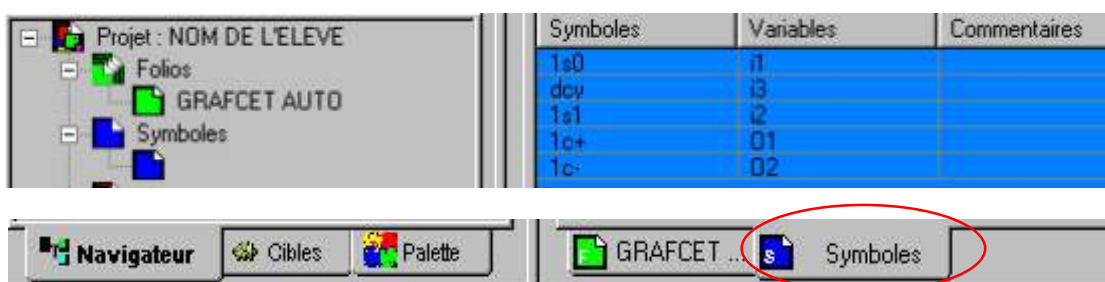 Projet : NOM DE L'ELEVE
Folios
GRAFCET AUTO
Symboles
Symboles Variables Commentaires
1s0 i1
dcy i3
1s1 i2
1c+ O1
1c- O2
Navigateur Cibles Palette
GRAFCET ... Symboles